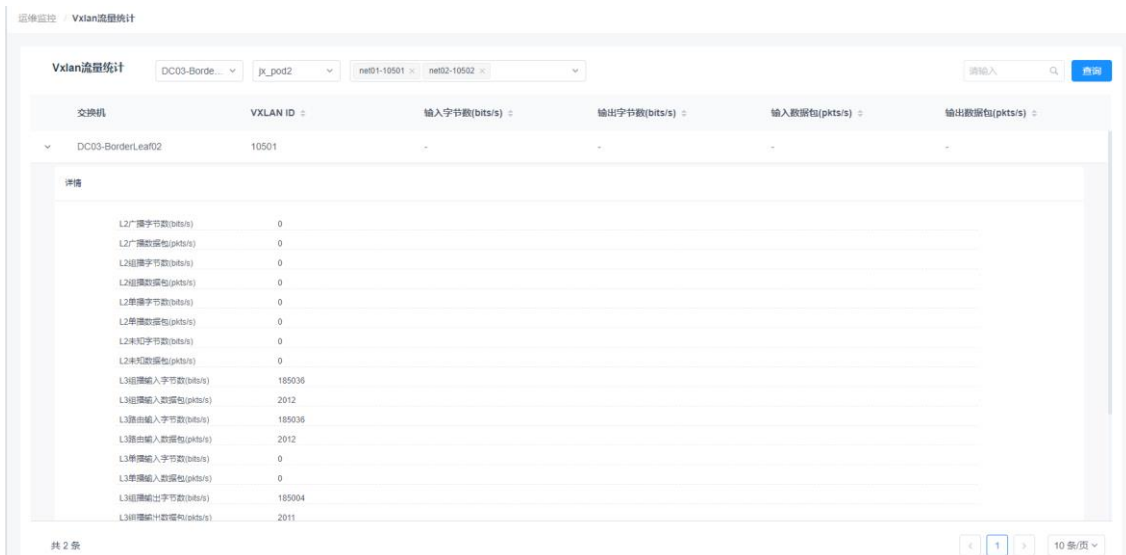 运维监控 / Vxlan流量统计
Vxlan流量统计 DC03-Borde... jx_pod2 net01-10501 × net02-10502 × 请输入 查询
交换机 VXLAN ID 输入字节数(bits/s) 输出字节数(bits/s) 输入数据包(pkts/s) 输出数据包(pkts/s)
DC03-BorderLeaf02 10501 - - - -
详情
L2广播字节数(bits/s) 0
L2广播数据包(pkts/s) 0
L2组播字节数(bits/s) 0
L2组播数据包(pkts/s) 0
L2单播字节数(bits/s) 0
L2单播数据包(pkts/s) 0
L2未知字节数(bits/s) 0
L2未知数据包(pkts/s) 0
L3组播输入字节数(bits/s) 185036
L3组播输入数据包(pkts/s) 2012
L3路由输入字节数(bits/s) 185036
L3路由输入数据包(pkts/s) 2012
L3单播输入字节数(bits/s) 0
L3单播输入数据包(pkts/s) 0
L3组播输出字节数(bits/s) 185004
L3组播输出数据包(pkts/s) 2011
共 2 条 < 1 > 10 条/页